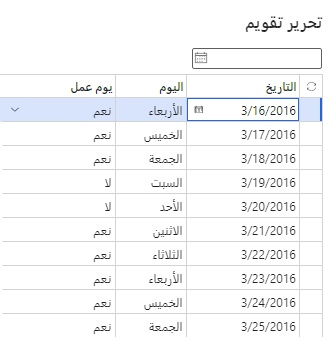 تحرير تقويم
التاريخ اليوم يوم عمل
3/16/2016 الأربعاء نعم
3/17/2016 الخميس نعم
3/18/2016 الجمعة نعم
3/19/2016 السبت لا
3/20/2016 الأحد لا
3/21/2016 الاثنين نعم
3/22/2016 الثلاثاء نعم
3/23/2016 الأربعاء نعم
3/24/2016 الخميس نعم
3/25/2016 الجمعة نعم